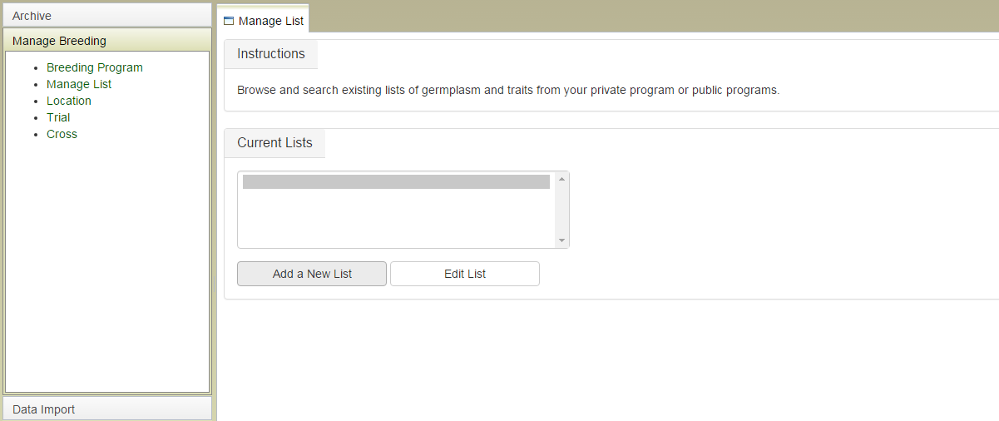 Archive
Manage Breeding
Breeding Program
Manage List
Location
Trial
Cross
Data Import
Manage List
Instructions
Browse and search existing lists of germplasm and traits from your private program or public programs.
Current Lists
Add a New List
Edit List